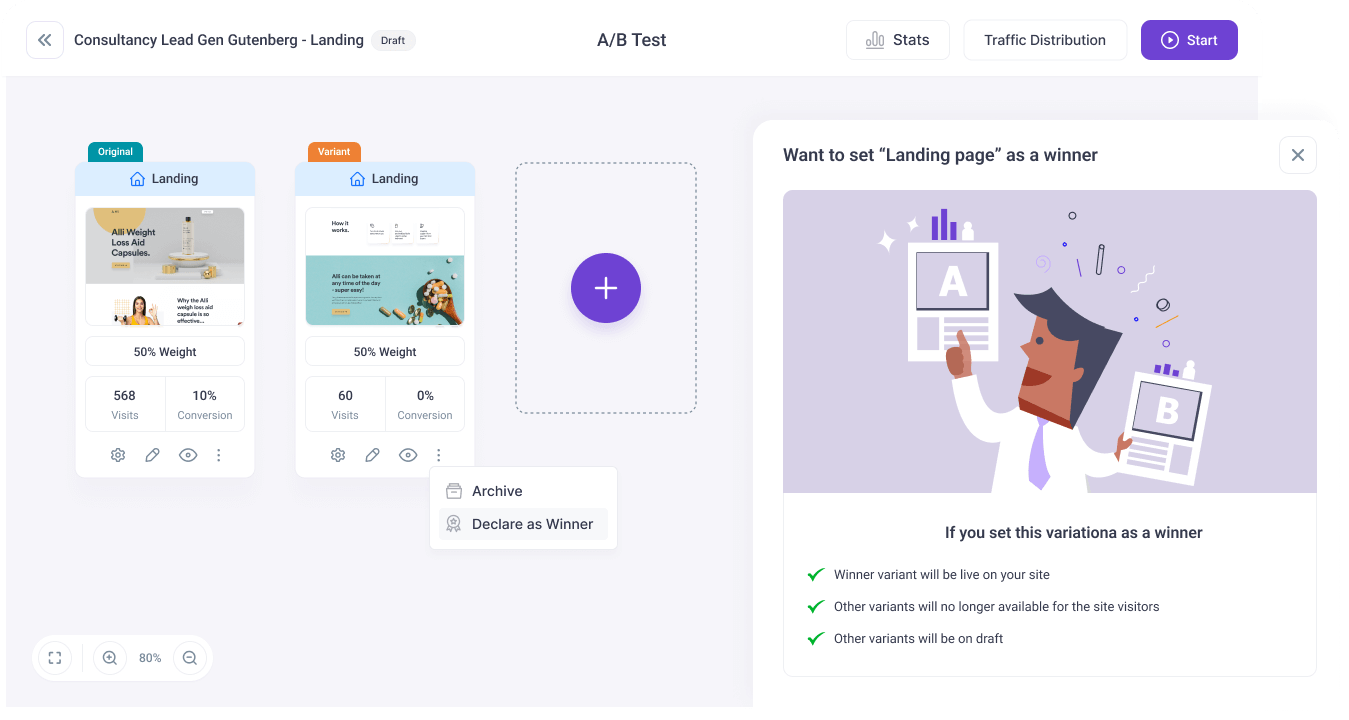 Consultancy Lead Gen Gutenberg - Landing
Draft
A/B Test
Stats
Traffic Distribution
Start
Original
Landing
Alli Weight
Loss Aid
Capsules.
Why the Alli
weigh loss aid
capsule is so
effective...
50% Weight
568
Visits
10%
Conversion
Variant
Landing
How it
works.
Alli can be taken at
any time of the day
- super easy!
50% Weight
60
Visits
0%
Conversion
Archive
Declare as Winner
80%
Want to set “Landing page” as a winner
A
B
If you set this variationa as a winner
Winner variant will be live on your site
Other variants will no longer available for the site visitors
Other variants will be on draft